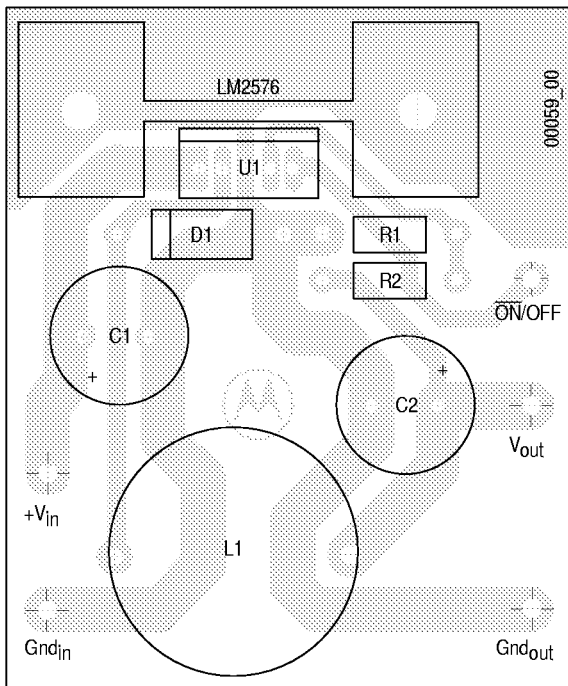 LM2576
00059_00
U1
D1
R1
R2
ON/OFF
C1
+
+
C2
Vout
+Vin
L1
Gndin
Gndout